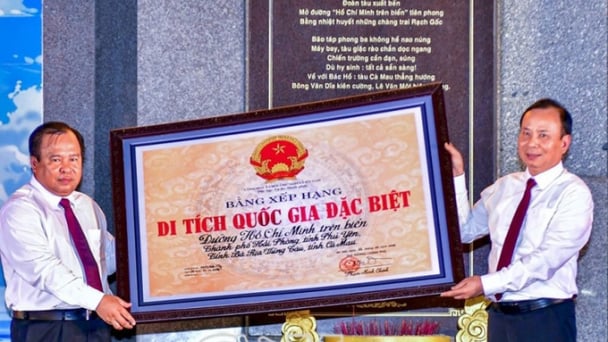 Đoàn tàu xuất bến
Mở đường "Hồ Chí Minh trên biển" tiên phong
Bằng nhiệt huyết những chàng trai Rạch Gốc
Bão táp phong ba không hề nao núng
Máy bay, tàu giặc rào chắn dọc ngang
Chiến trường cần đạn, súng
Dù hy sinh : tất cả sẵn sàng!
Về với Bác Hồ : tàu Cà Mau thẳng hướng
Bông Văn Dĩa kiên cường, Lê Văn Một
BẰNG XẾP HẠNG
DI TÍCH QUỐC GIA ĐẶC BIỆT
Đường Hồ Chí Minh trên biển
Thành phố Hải Phòng, tỉnh Phú Yên,
tỉnh Bà Rịa Vũng Tàu, tỉnh Cà Mau.